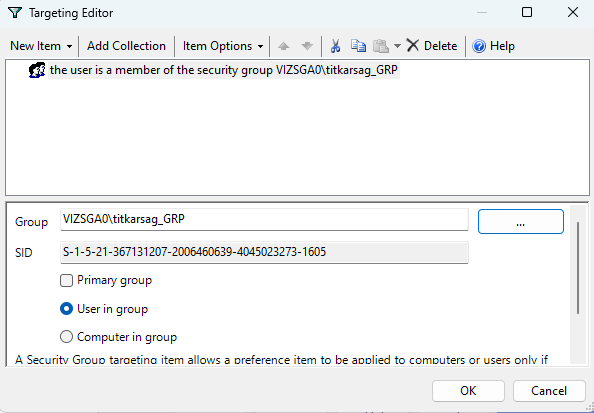 Targeting Editor
New Item Add Collection Item Options Delete Help
the user is a member of the security group VIZSGA0\titkarsag_GRP
Group VIZSGA0\titkarsag_GRP ...
SID S-1-5-21-367131207-2006460639-4045023273-1605
Primary group
User in group
Computer in group
A Security Group targeting item allows a preference item to be applied to computers or users only if
OK Cancel